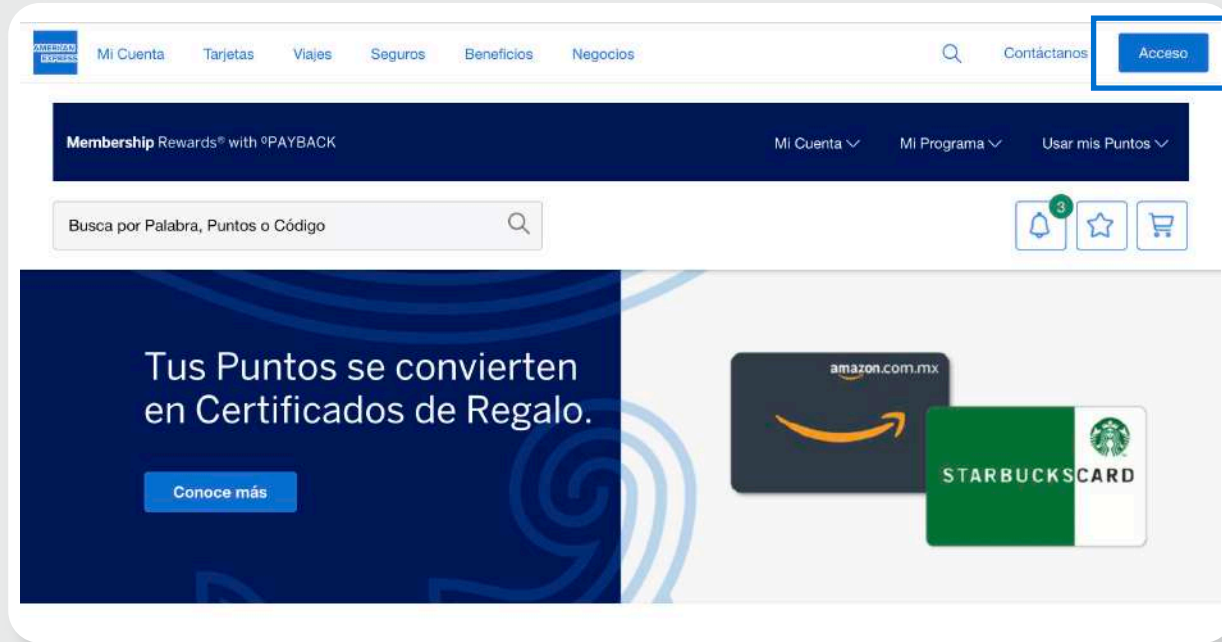 AMERICAN
EXPRESS
Mi Cuenta Tarjetas Viajes Seguros Beneficios Negocios Contáctanos Acceso
Membership Rewards® with ºPAYBACK Mi Cuenta Mi Programa Usar mis Puntos
Busca por Palabra, Puntos o Código 3
Tus Puntos se convierten
en Certificados de Regalo.
Conoce más
amazon.com.mx
STARBUCKS CARD